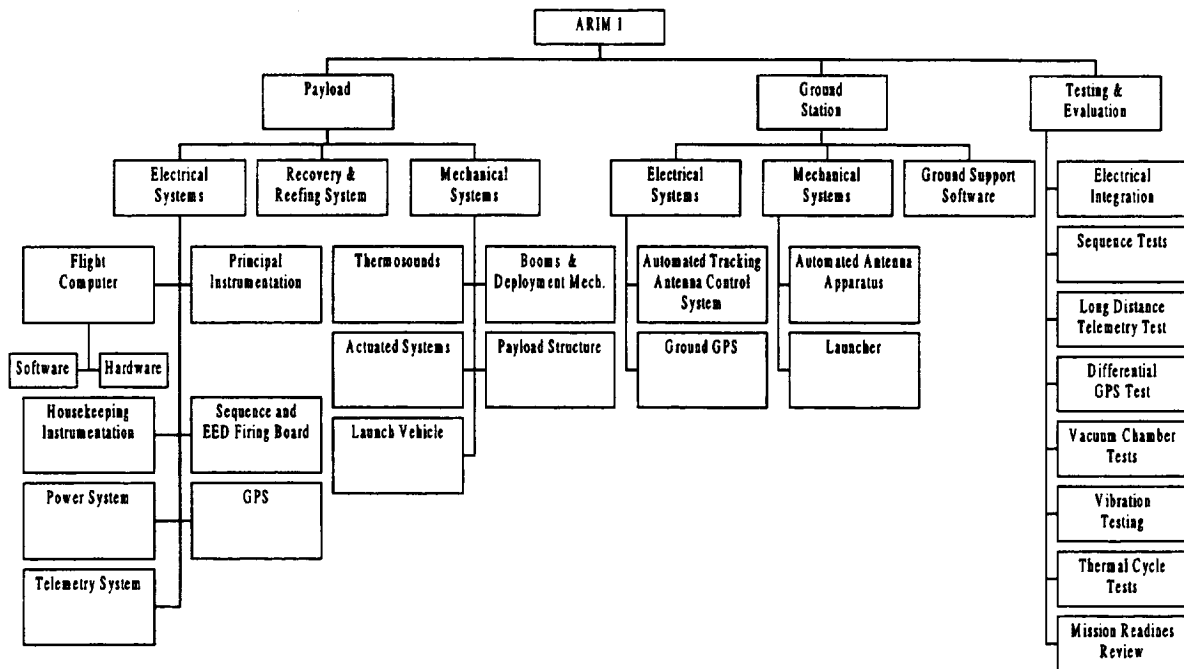 ARIM 1
Payload
Ground
Station
Testing &
Evaluation
Electrical
Systems
Recovery &
Reefing System
Mechanical
Systems
Electrical
Systems
Mechanical
Systems
Ground Support
Software
Electrical
Integration
Flight
Computer
Principal
Instrumentation
Thermosounds
Booms &
Deployment Mech.
Automated Tracking
Antenna Control
System
Automated Antenna
Apparatus
Sequence Tests
Long Distance
Telemetry Test
Software
Hardware
Actuated Systems
Payload Structure
Ground GPS
Launcher
Differential
GPS Test
Housekeeping
Instrumentation
Sequence and
EED Firing Board
Launch Vehicle
Vacuum Chamber
Tests
Power System
GPS
Vibration
Testing
Telemetry System
Thermal Cycle
Tests
Mission Readines
Review